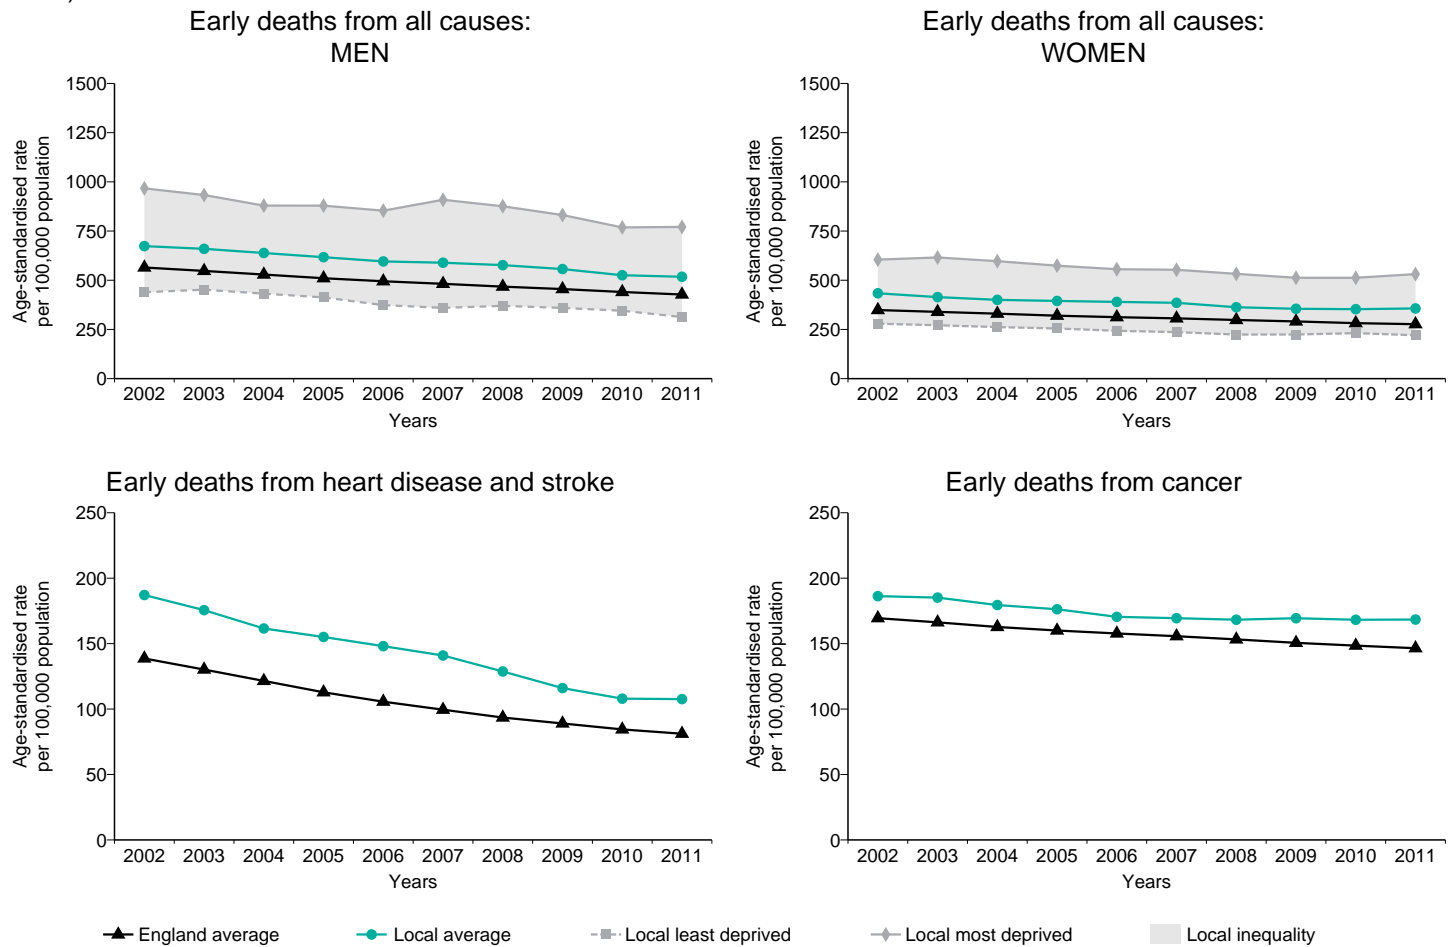 Early deaths from all causes:
MEN
Age-standardised rate
per 100,000 population
1500
1250
1000
750
500
250
0
2002 2003 2004 2005 2006 2007 2008 2009 2010 2011
Years
Early deaths from all causes:
WOMEN
Age-standardised rate
per 100,000 population
1500
1250
1000
750
500
250
0
2002 2003 2004 2005 2006 2007 2008 2009 2010 2011
Years
Early deaths from heart disease and stroke
Age-standardised rate
per 100,000 population
250
200
150
100
50
0
2002 2003 2004 2005 2006 2007 2008 2009 2010 2011
Years
Early deaths from cancer
Age-standardised rate
per 100,000 population
250
200
150
100
50
0
2002 2003 2004 2005 2006 2007 2008 2009 2010 2011
Years
England average Local average Local least deprived Local most deprived Local inequality